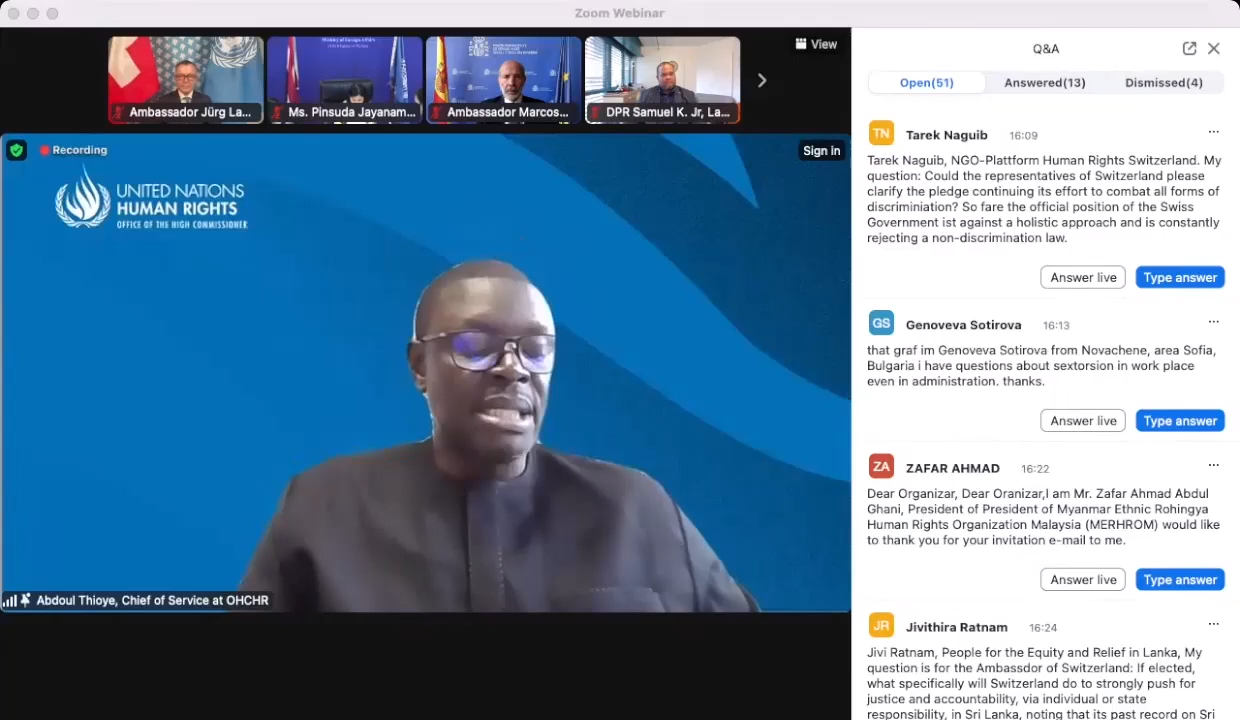 Zoom Webinar
Ambassador Jürg La...
Ms. Pinsuda Jayanam...
Ambassador Marcos...
DPR Samuel K. Jr, La...
View
Recording
Sign in
UNITED NATIONS
HUMAN RIGHTS
OFFICE OF THE HIGH COMMISSIONER
Abdoul Thioye, Chief of Service at OHCHR
Q&A
Open(51)
Answered(13)
Dismissed(4)
TN
Tarek Naguib
16:09
Tarek Naguib, NGO-Plattform Human Rights Switzerland. My
question: Could the representatives of Switzerland please
clarify the pledge continuing its effort to combat all forms of
discriminiation? So fare the official position of the Swiss
Government ist against a holistic approach and is constantly
rejecting a non-discrimination law.
Answer live
Type answer
GS
Genoveva Sotirova
16:13
that graf im Genoveva Sotirova from Novachene, area Sofia,
Bulgaria i have questions about sextorsion in work place
even in administration. thanks.
Answer live
Type answer
ZA
ZAFAR AHMAD
16:22
Dear Organizar, Dear Oranizar,I am Mr. Zafar Ahmad Abdul
Ghani, President of President of Myanmar Ethnic Rohingya
Human Rights Organization Malaysia (MERHROM) would like
to thank you for your invitation e-mail to me.
Answer live
Type answer
JR
Jivithira Ratnam
16:24
Jivi Ratnam, People for the Equity and Relief in Lanka, My
question is for the Ambassdor of Switzerland: If elected,
what specifically will Switzerland do to strongly push for
justice and accountability, via individual or state
responsibility, in Sri Lanka, noting that its past record on Sri